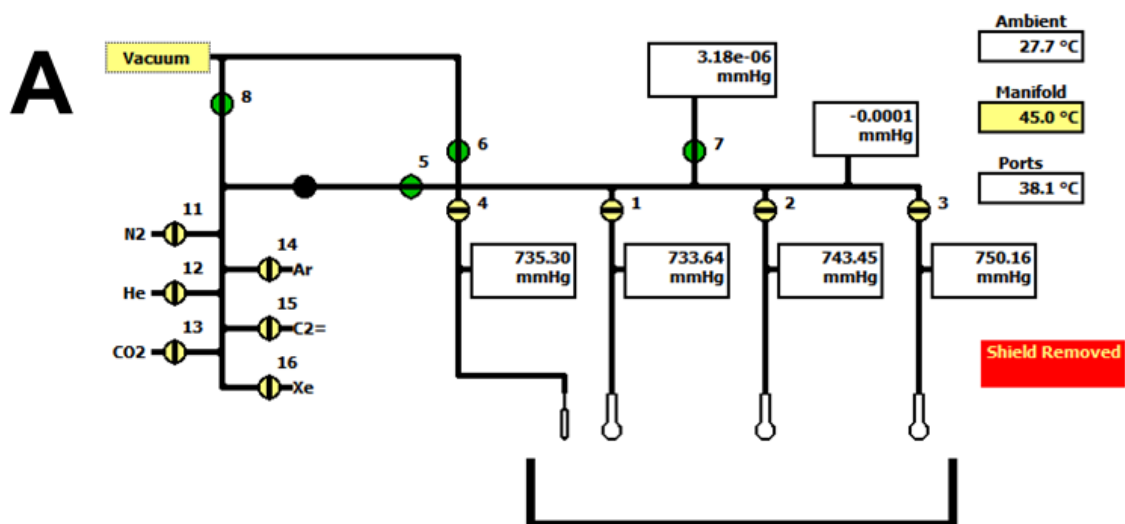 A
Vacuum
8
6
5
7
3.18e-06
mmHg
-0.0001
mmHg
Ambient
27.7 °C
Manifold
45.0 °C
Ports
38.1 °C
4
1
2
3
11
N2
14
Ar
12
He
15
C2=
13
CO2
16
Xe
735.30
mmHg
733.64
mmHg
743.45
mmHg
750.16
mmHg
Shield Removed